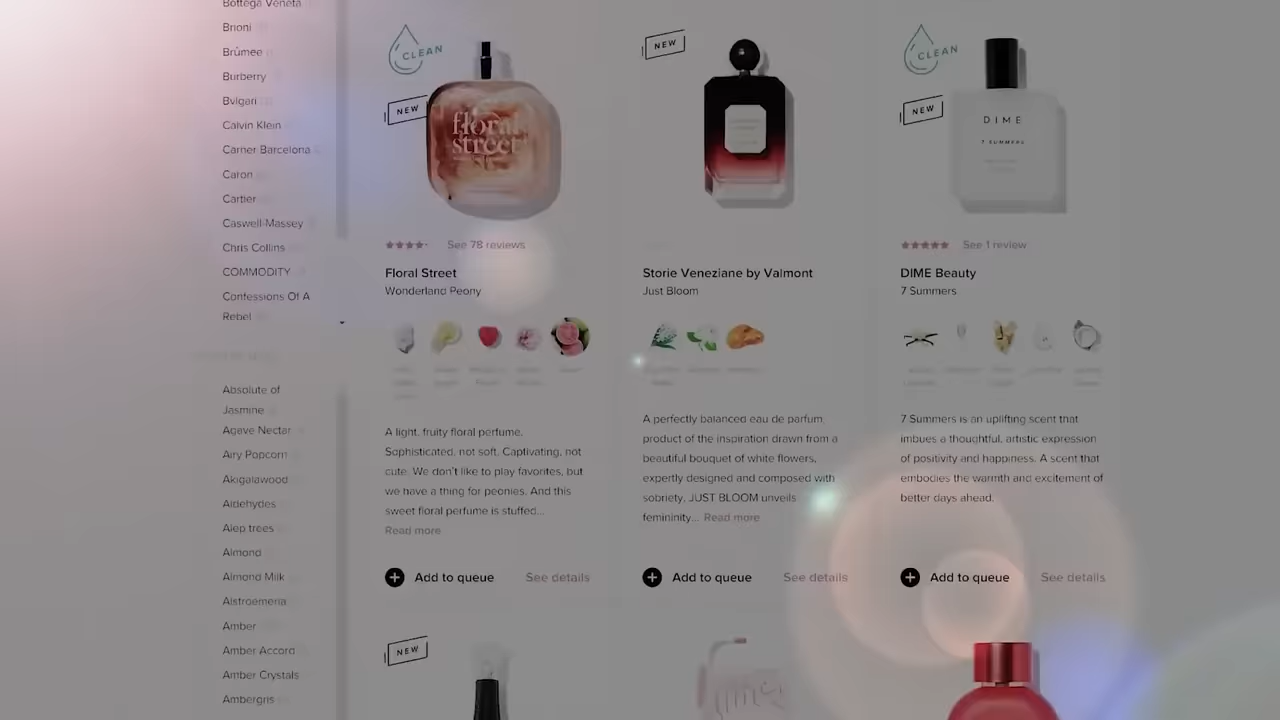 Bottega Veneta
Brioni
Brūmee
Burberry
Bvlgari
Calvin Klein
Carner Barcelona
Caron
Cartier
Caswell-Massey
Chris Collins
COMMODITY
Confessions Of A
Rebel
Absolute of
Jasmine
Agave Nectar
Airy Popcorn
Akigalawood
Aldehydes
Alep trees
Almond
Almond Milk
Alstroemeria
Amber
Amber Accord
Amber Crystals
Ambergris
CLEAN
NEW
floral
street
See 78 reviews
Floral Street
Wonderland Peony
A light, fruity floral perfume.
Sophisticated, not soft. Captivating, not
cute. We don't like to play favorites, but
we have a thing for peonies. And this
sweet floral perfume is stuffed...
Read more
Add to queue
See details
NEW
Storie Veneziane by Valmont
Just Bloom
A perfectly balanced eau de parfum,
product of the inspiration drawn from a
beautiful bouquet of white flowers,
expertly designed and composed with
sobriety, JUST BLOOM unveils
femininity... Read more
Add to queue
See details
CLEAN
NEW
DIME
7 SUMMERS
See 1 review
DIME Beauty
7 Summers
7 Summers is an uplifting scent that
imbues a thoughtful, artistic expression
of positivity and happiness. A scent that
embodies the warmth and excitement of
better days ahead.
Add to queue
See details
NEW